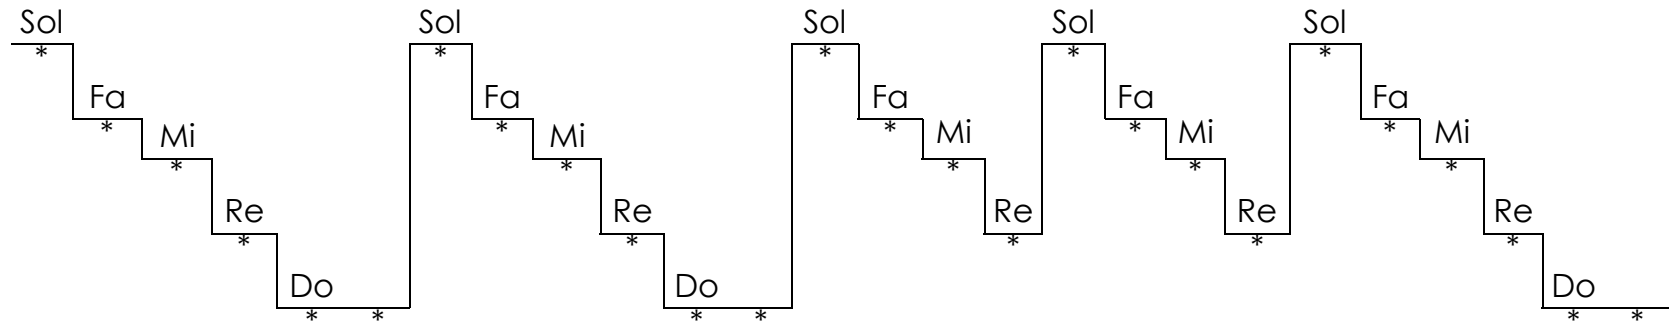 Sol Sol Sol Sol Sol
* * * * *
Fa Fa Fa Fa Fa
* * * * *
Mi Mi Mi Mi Mi
* * * * *
Re Re Re Re Re
* * * * *
Do Do Do
* * * * * *